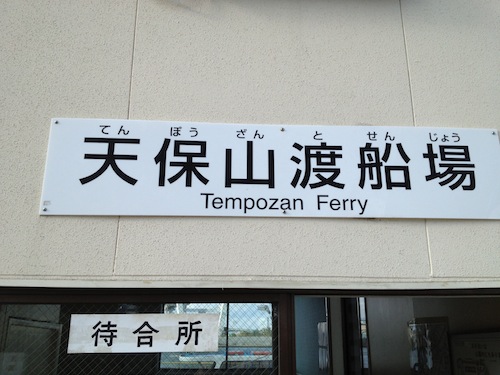 てん ぽう ざん と せん じょう
天保山渡船場
Tempozan Ferry
待合所